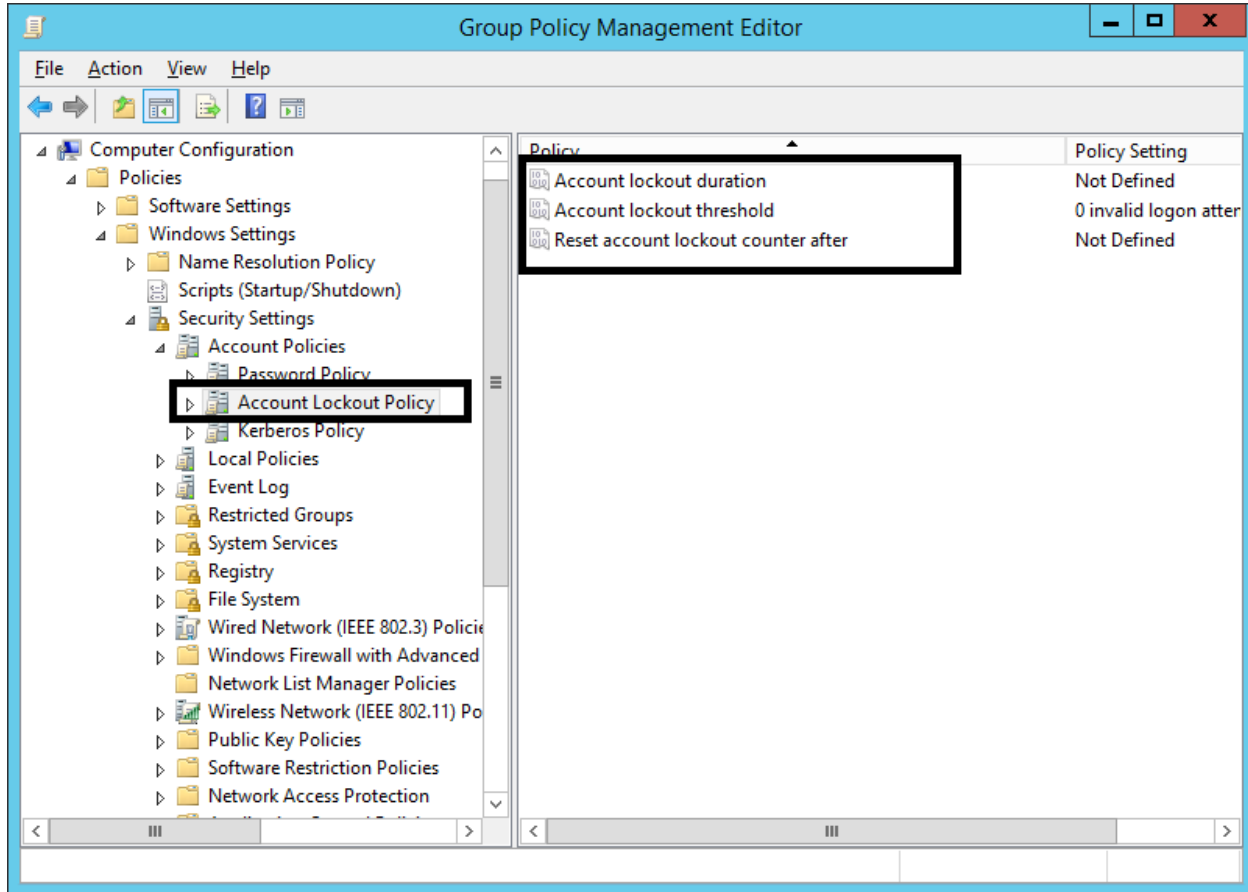 Group Policy Management Editor
File Action View Help
Computer Configuration
Policies
Software Settings
Windows Settings
Name Resolution Policy
Scripts (Startup/Shutdown)
Security Settings
Account Policies
Password Policy
Account Lockout Policy
Kerberos Policy
Local Policies
Event Log
Restricted Groups
System Services
Registry
File System
Wired Network (IEEE 802.3) Policie
Windows Firewall with Advanced
Network List Manager Policies
Wireless Network (IEEE 802.11) Po
Public Key Policies
Software Restriction Policies
Network Access Protection
Policy Policy Setting
Account lockout duration Not Defined
Account lockout threshold 0 invalid logon atter
Reset account lockout counter after Not Defined